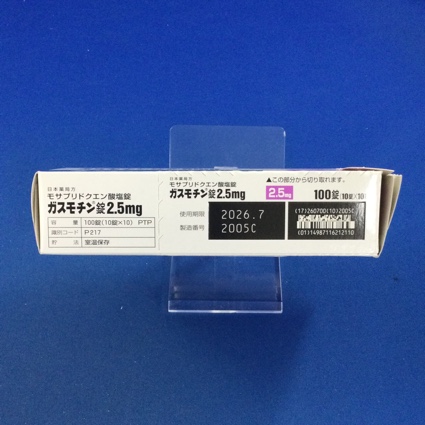 日本薬局方
モサプリドクエン酸塩錠
ガスモチン錠2.5mg
容量 100錠(10錠×10) PTP
識別コード P217
貯法 室温保存
日本薬局方
モサプリドクエン酸塩錠
ガスモチン錠2.5mg
使用期限 2026.7
製造番号 2005C
▲この部分から切り取れます。
2.5mg 100錠(10錠×10)
(17)260700(10)2005C
(01)14987116212110